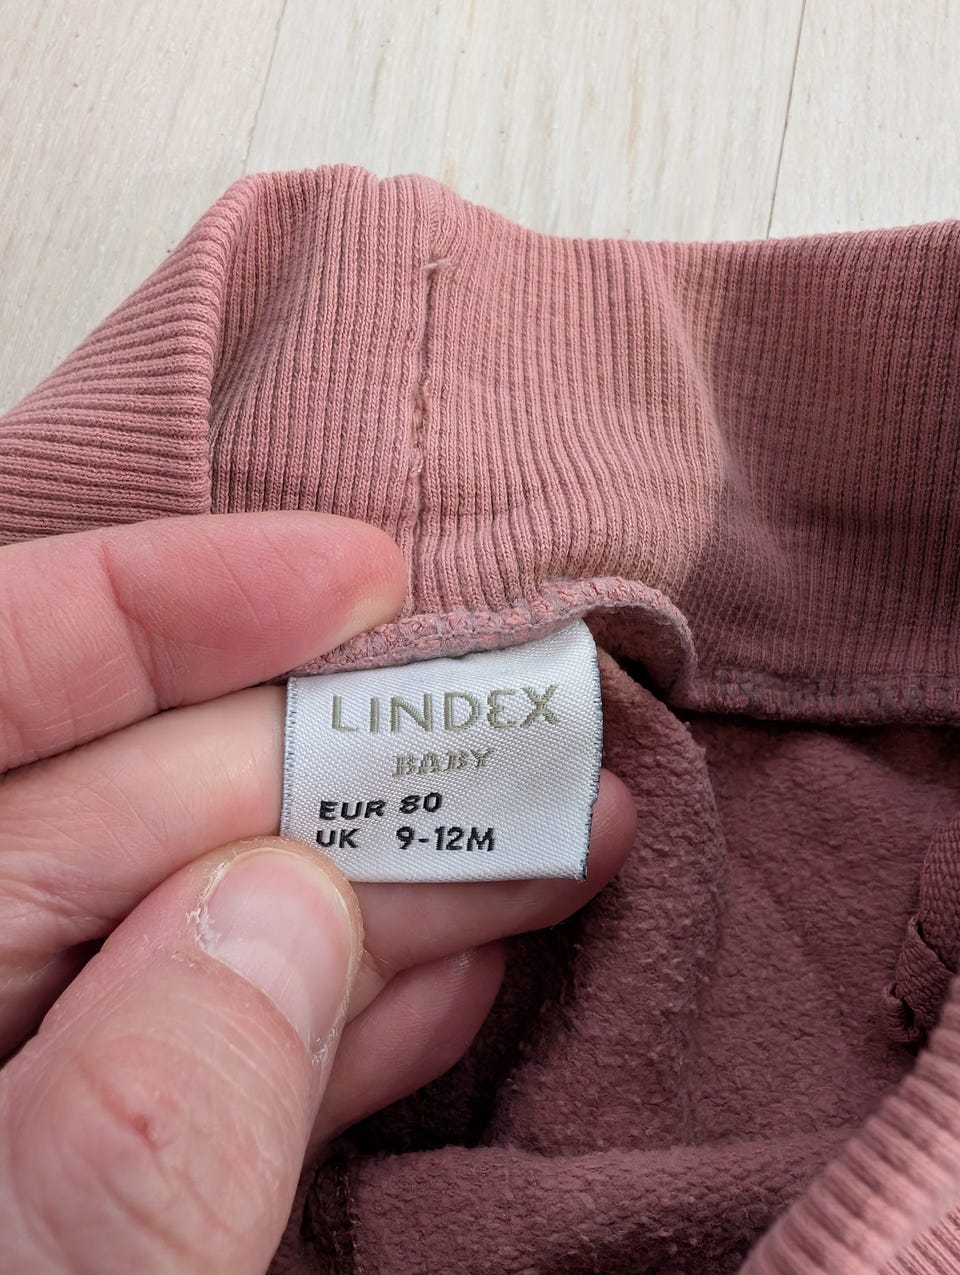 LINDEX
BABY
EUR 80
UK 9-12M